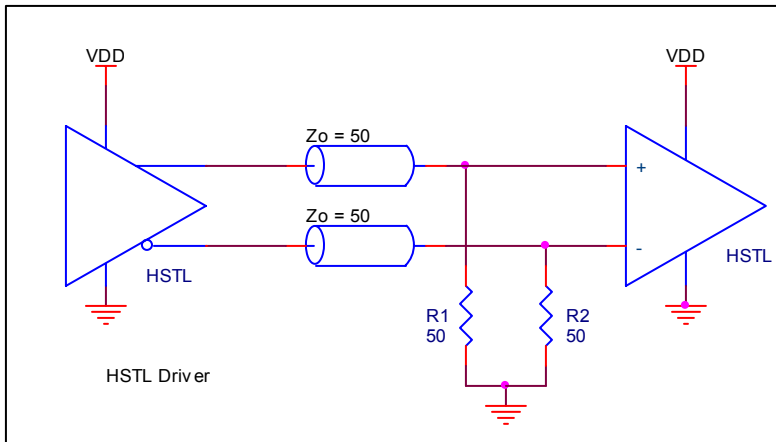 VDD
VDD
Zo = 50
+
Zo = 50
-
HSTL
HSTL
R1
50
R2
50
HSTL Driver